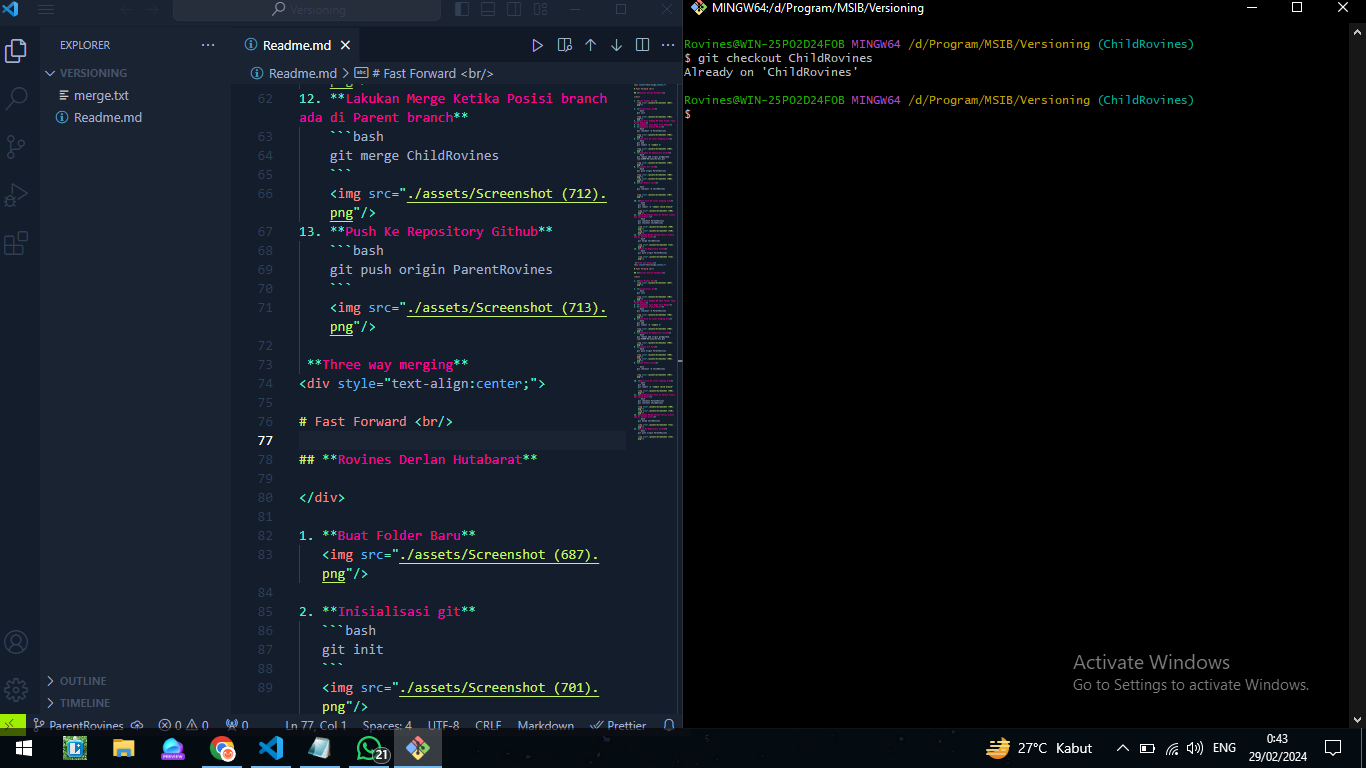 Versioning
EXPLORER
VERSIONING
merge.txt
Readme.md
OUTLINE
TIMELINE
Readme.md
Readme.md > # Fast Forward <br/>
62 12. **Lakukan Merge Ketika Posisi branch
ada di Parent branch**
63 ```bash
64 git merge ChildRovines
65 ```
66 <img src="./assets/Screenshot (712).
png"/>
67 13. **Push Ke Repository Github**
68 ```bash
69 git push origin ParentRovines
70 ```
71 <img src="./assets/Screenshot (713).
png"/>
72
73 **Three way merging**
74 <div style="text-align:center;">
75
76 # Fast Forward <br/>
77
78 ## **Rovines Derlan Hutabarat**
79
80 </div>
81
82 1. **Buat Folder Baru**
83 <img src="./assets/Screenshot (687).
png"/>
84
85 2. **Inisialisasi git**
86 ```bash
87 git init
88 ```
89 <img src="./assets/Screenshot (701).
png"/>
ParentRovines 0 0 0 Ln 77, Col 1 Spaces: 4 UTF-8 CRLF Markdown Prettier
MINGW64:/d/Program/MSIB/Versioning
Rovines@WIN-25PO2D24FOB MINGW64 /d/Program/MSIB/Versioning (ChildRovines)
$ git checkout ChildRovines
Already on 'ChildRovines'
Rovines@WIN-25PO2D24FOB MINGW64 /d/Program/MSIB/Versioning (ChildRovines)
$
Activate Windows
Go to Settings to activate Windows.
PREVIEW
21
27°C Kabut
ENG
0:43
29/02/2024